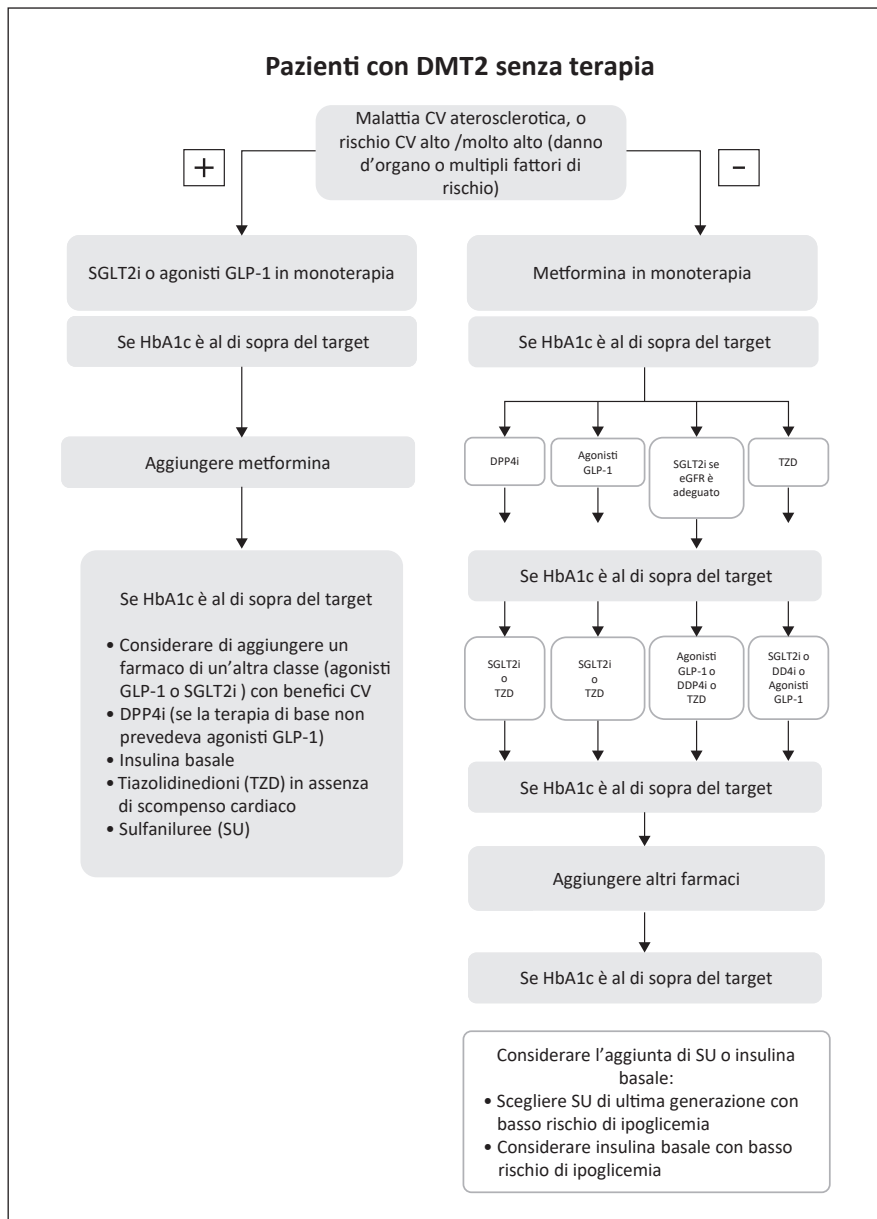 Pazienti con DMT2 senza terapia
Malattia CV aterosclerotica, o
rischio CV alto /molto alto (danno
d'organo o multipli fattori di
rischio)
+
-
SGLT2i o agonisti GLP-1 in monoterapia
Se HbA1c è al di sopra del target
Aggiungere metformina
Se HbA1c è al di sopra del target
• Considerare di aggiungere un
farmaco di un'altra classe (agonisti
GLP-1 o SGLT2i ) con benefici CV
• DPP4i (se la terapia di base non
prevedeva agonisti GLP-1)
• Insulina basale
• Tiazolidinedioni (TZD) in assenza
di scompenso cardiaco
• Sulfaniluree (SU)
Metformina in monoterapia
Se HbA1c è al di sopra del target
DPP4i
Agonisti
GLP-1
SGLT2i se
eGFR è
adeguato
TZD
Se HbA1c è al di sopra del target
SGLT2i
o
TZD
SGLT2i
o
TZD
Agonisti
GLP-1 o
DDP4i o
TZD
SGLT2i o
DD4i o
Agonisti
GLP-1
Se HbA1c è al di sopra del target
Aggiungere altri farmaci
Se HbA1c è al di sopra del target
Considerare l'aggiunta di SU o insulina
basale:
• Scegliere SU di ultima generazione con
basso rischio di ipoglicemia
• Considerare insulina basale con basso
rischio di ipoglicemia